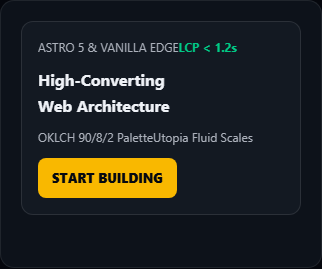 ASTRO 5 & VANILLA EDGELCP < 1.2s
High-Converting
Web Architecture
OKLCH 90/8/2 PaletteUtopia Fluid Scales
START BUILDING